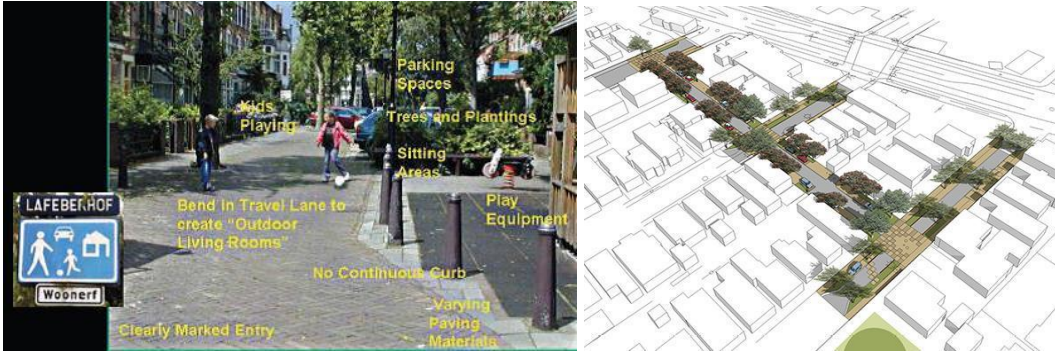 Parking
Spaces
Kids
Playing
Trees and Plantings
Sitting
Areas
LAFEBERHOF
Bend in Travel Lane to
create “Outdoor
Living Rooms”
Play
Equipment
No Continuous Curb
Woonerf
Clearly Marked Entry
Varying
Paving
Materials